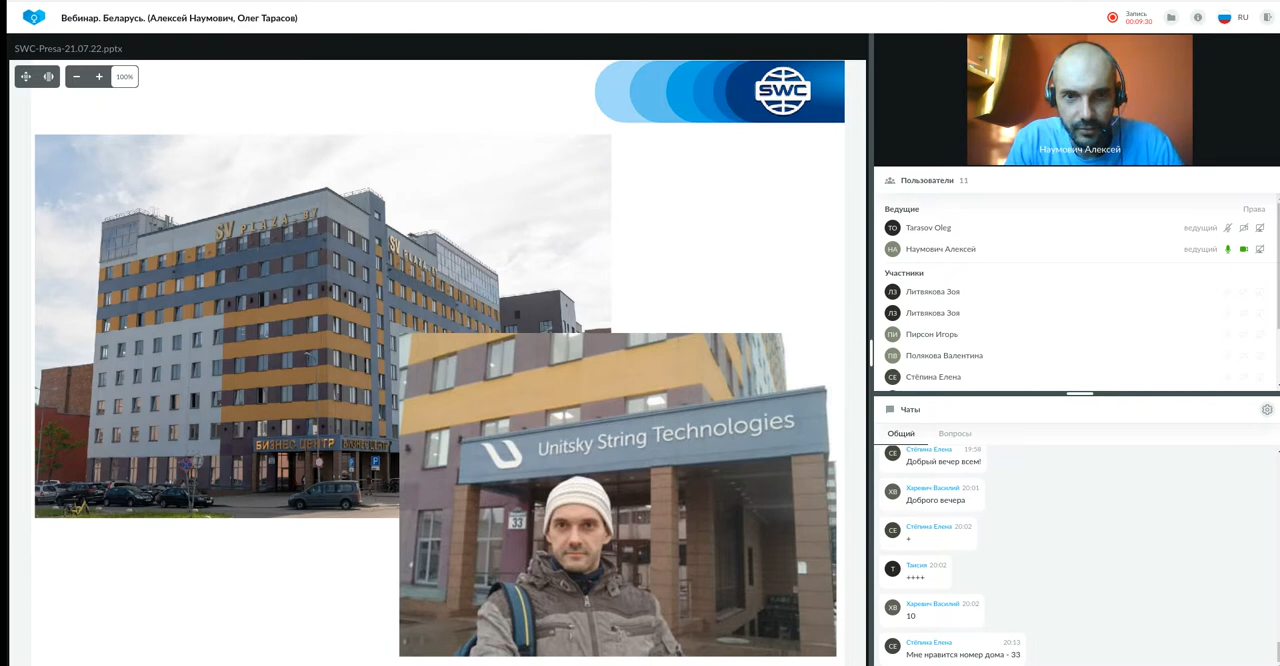 Вебинар. Беларусь. (Алексей Наумович, Олег Тарасов)
Запись
00:09:30
RU
SWC-Presa-21.07.22.pptx
100%
SWC
SV PLAZA.BY
SV PLAZA
БИЗНЕС ЦЕНТР
P
Unitsky String Technologies
33
Наумович Алексей
Пользователи 11
Ведущие Права
TO Tarasov Oleg ведущий
НА Наумович Алексей ведущий
Участники
ЛЗ Литвякова Зоя
ЛЗ Литвякова Зоя
ПИ Пирсон Игорь
ПВ Полякова Валентина
СЕ Стёпина Елена
Чаты
Общий Вопросы
СЕ Стёпина Елена 19:58
Добрый вечер всем!
ХВ Харевич Василий 20:01
Доброго вечера
СЕ Стёпина Елена 20:02
+
Т Таисия 20:02
++++
ХВ Харевич Василий 20:02
10
СЕ Стёпина Елена 20:13
Мне нравится номер дома - 33